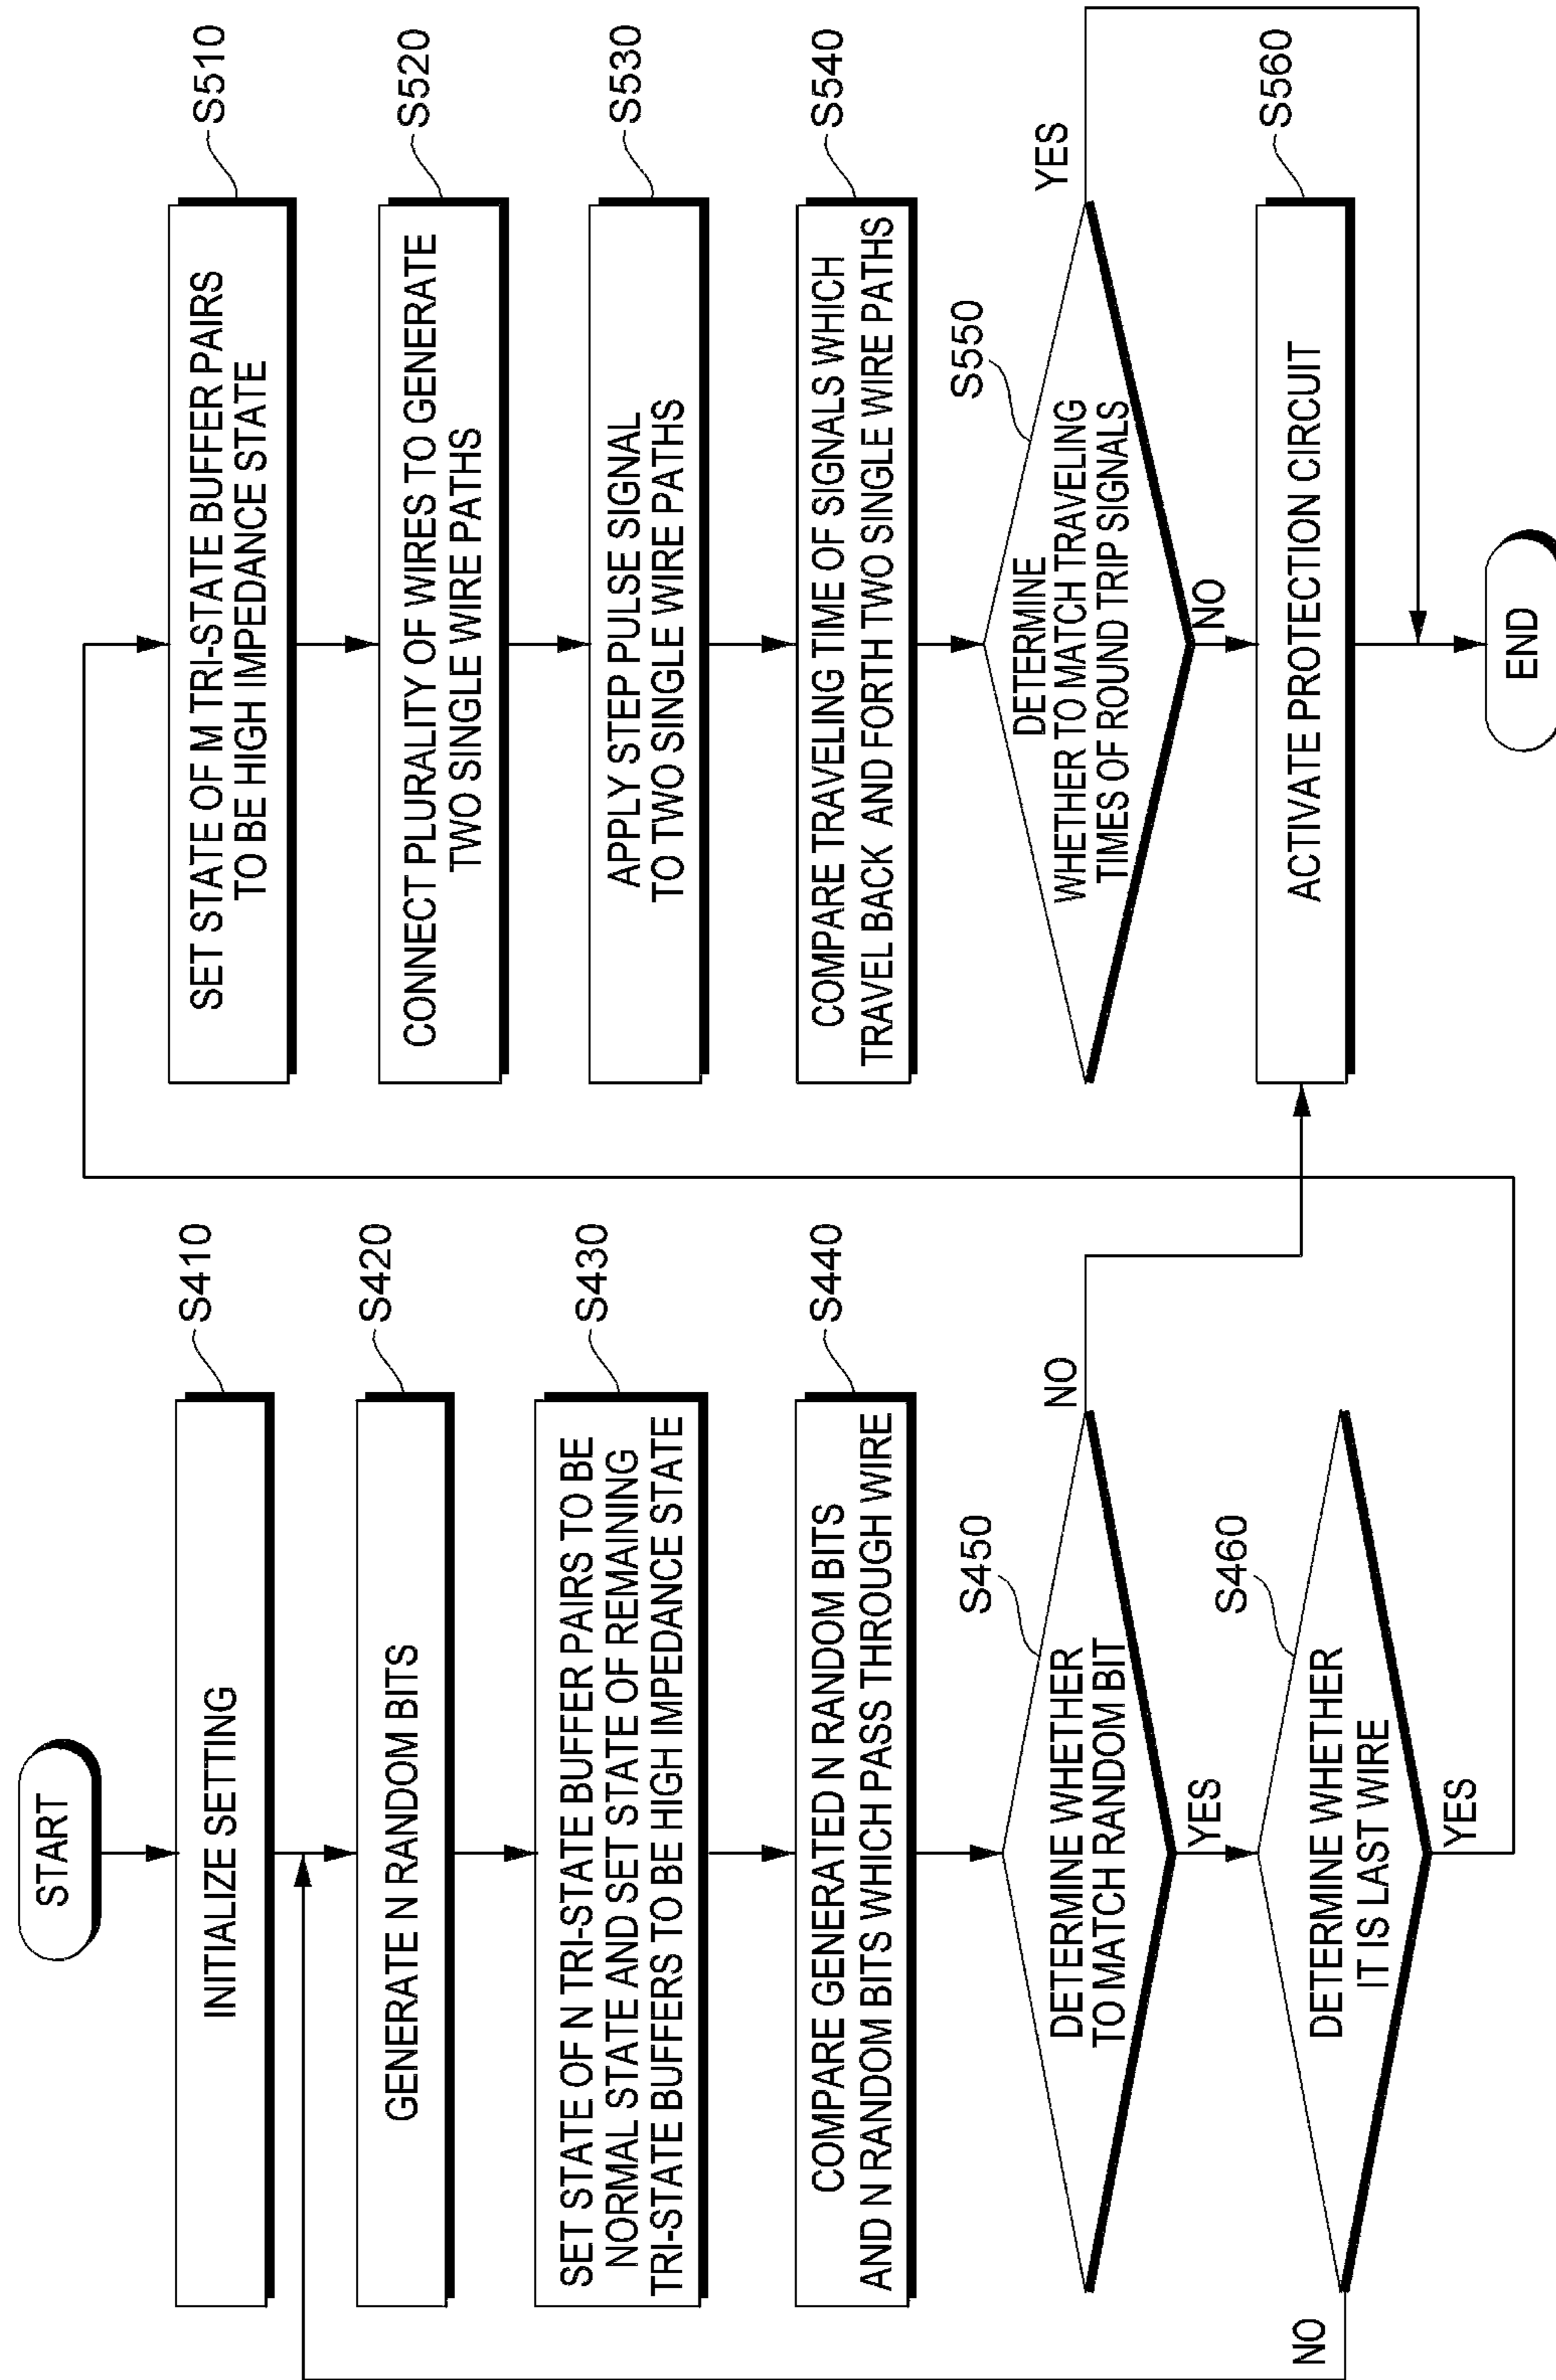 START
INITIALIZE SETTING
S410
GENERATE N RANDOM BITS
S420
SET STATE OF N TRI-STATE BUFFER PAIRS TO BE
NORMAL STATE AND SET STATE OF REMAINING
TRI-STATE BUFFERS TO BE HIGH IMPEDANCE STATE
S430
COMPARE GENERATED N RANDOM BITS
AND N RANDOM BITS WHICH PASS THROUGH WIRE
S440
DETERMINE WHETHER
TO MATCH RANDOM BIT
S450
NO
YES
DETERMINE WHETHER
IT IS LAST WIRE
S460
NO
YES
SET STATE OF M TRI-STATE BUFFER PAIRS
TO BE HIGH IMPEDANCE STATE
S510
CONNECT PLURALITY OF WIRES TO GENERATE
TWO SINGLE WIRE PATHS
S520
APPLY STEP PULSE SIGNAL
TO TWO SINGLE WIRE PATHS
S530
COMPARE TRAVELING TIME OF SIGNALS WHICH
TRAVEL BACK AND FORTH TWO SINGLE WIRE PATHS
S540
DETERMINE
WHETHER TO MATCH TRAVELING
TIMES OF ROUND TRIP SIGNALS
S550
YES
NO
ACTIVATE PROTECTION CIRCUIT
S560
END